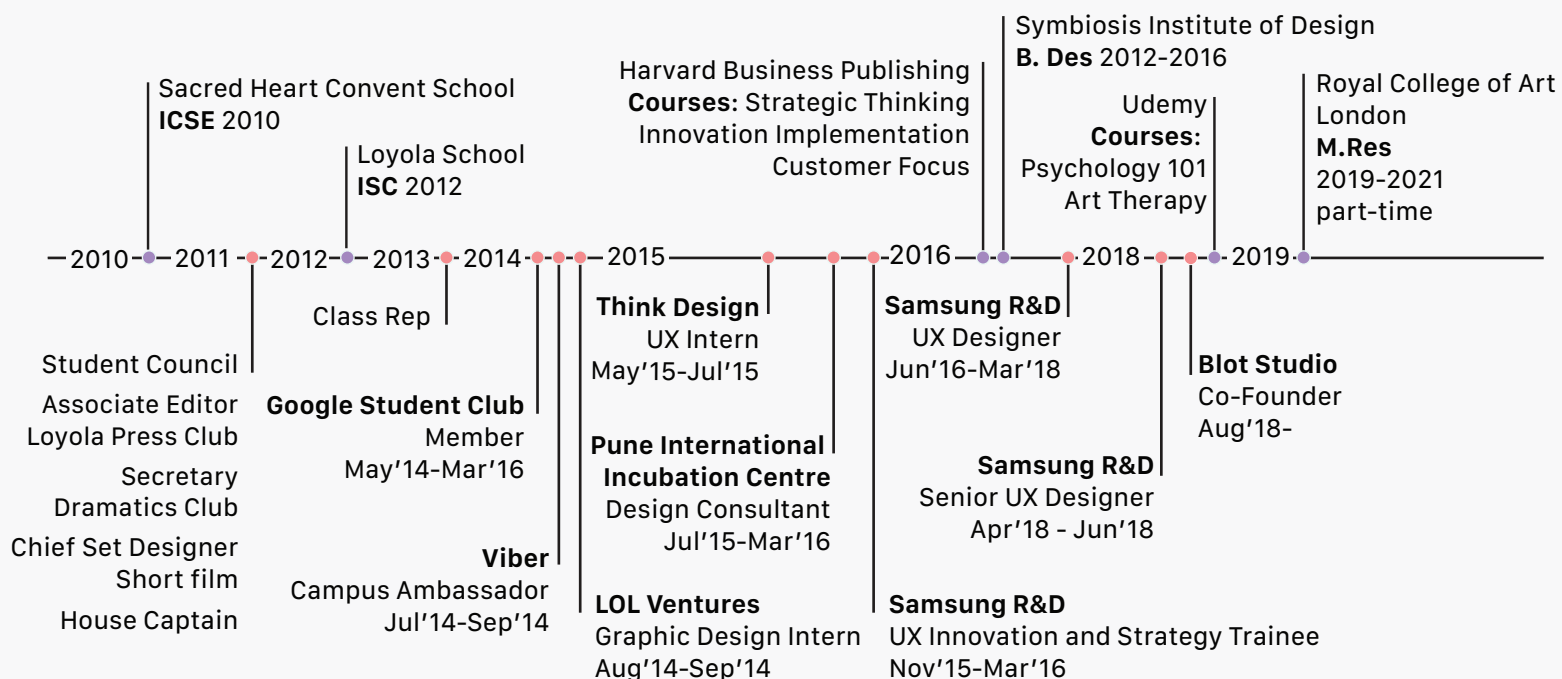 Symbiosis Institute of Design
B. Des 2012-2016
Harvard Business Publishing
Courses: Strategic Thinking
Innovation Implementation
Customer Focus
Sacred Heart Convent School
ICSE 2010
Loyola School
ISC 2012
Udemy
Courses:
Psychology 101
Art Therapy
Royal College of Art
London
M.Res
2019-2021
part-time
2010 2011 2012 2013 2014 2015 2016 2018 2019
Student Council
Associate Editor
Loyola Press Club
Secretary
Dramatics Club
Chief Set Designer
Short film
House Captain
Class Rep
Google Student Club
Member
May'14-Mar'16
Viber
Campus Ambassador
Jul'14-Sep'14
LOL Ventures
Graphic Design Intern
Aug'14-Sep'14
Think Design
UX Intern
May'15-Jul'15
Pune International
Incubation Centre
Design Consultant
Jul'15-Mar'16
Samsung R&D
UX Innovation and Strategy Trainee
Nov'15-Mar'16
Samsung R&D
UX Designer
Jun'16-Mar'18
Samsung R&D
Senior UX Designer
Apr'18 - Jun'18
Blot Studio
Co-Founder
Aug'18-